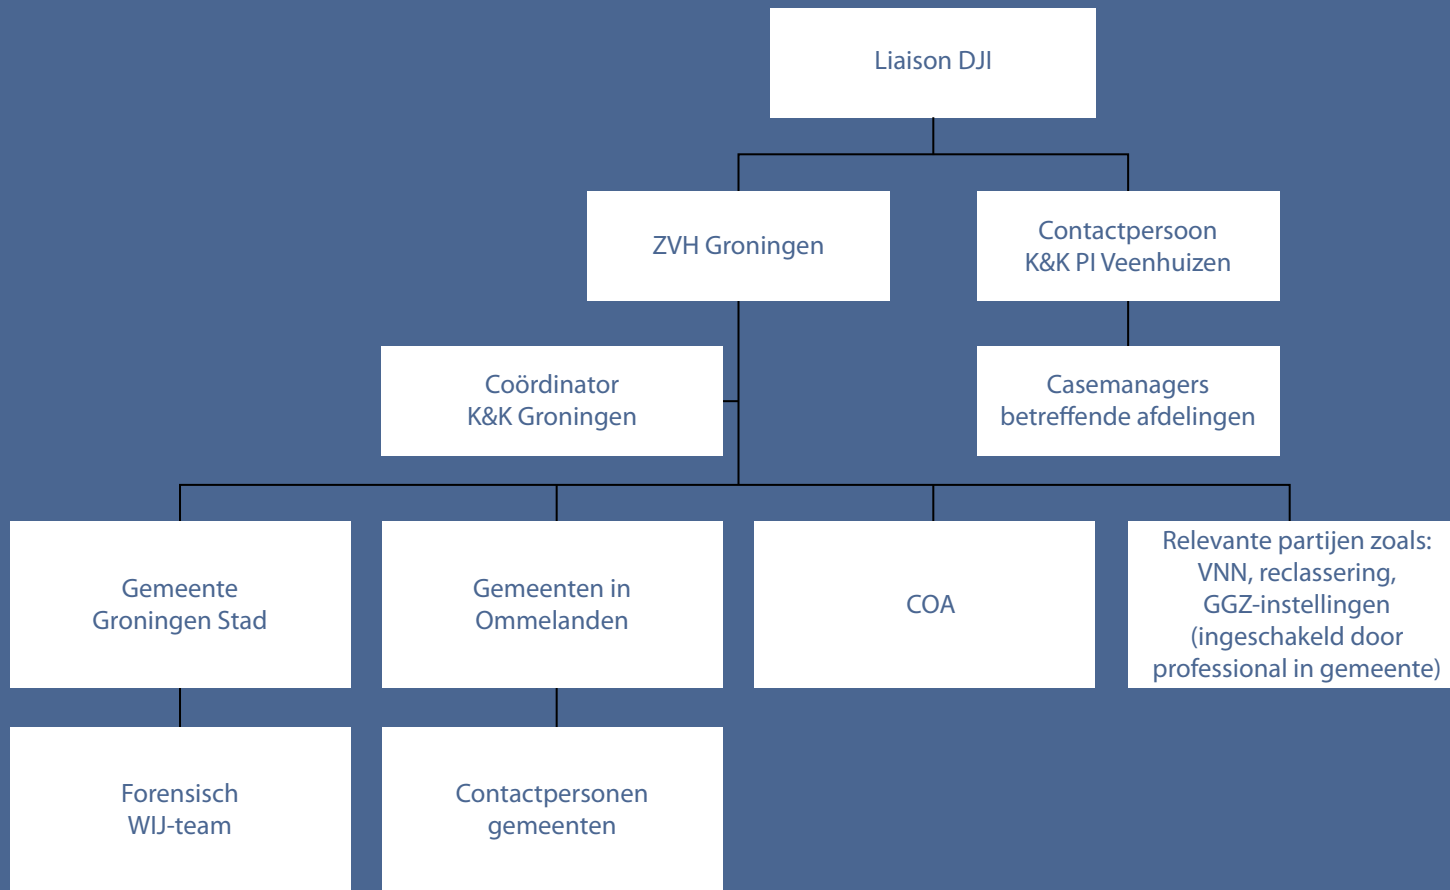 Liaison DJI
ZVH Groningen
Contactpersoon
K&K PI Veenhuizen
Coördinator
K&K Groningen
Casemanagers
betreffende afdelingen
Gemeente
Groningen Stad
Gemeenten in
Ommelanden
COA
Relevante partijen zoals:
VNN, reclassering,
GGZ-instellingen
(ingeschakeld door
professional in gemeente)
Forensisch
WIJ-team
Contactpersonen
gemeenten